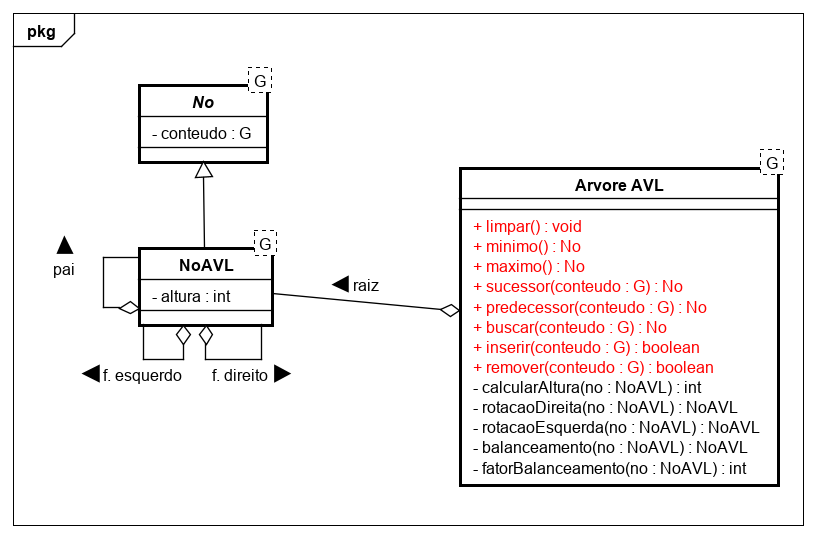 pkg
G
No
- conteudo : G
G
NoAVL
- altura : int
pai
f. esquerdo
f. direito
raiz
G
Arvore AVL
+ limpar() : void
+ minimo() : No
+ maximo() : No
+ sucessor(conteudo : G) : No
+ predecessor(conteudo : G) : No
+ buscar(conteudo : G) : No
+ inserir(conteudo : G) : boolean
+ remover(conteudo : G) : boolean
- calcularAltura(no : NoAVL) : int
- rotacaoDireita(no : NoAVL) : NoAVL
- rotacaoEsquerda(no : NoAVL) : NoAVL
- balanceamento(no : NoAVL) : NoAVL
- fatorBalanceamento(no : NoAVL) : int